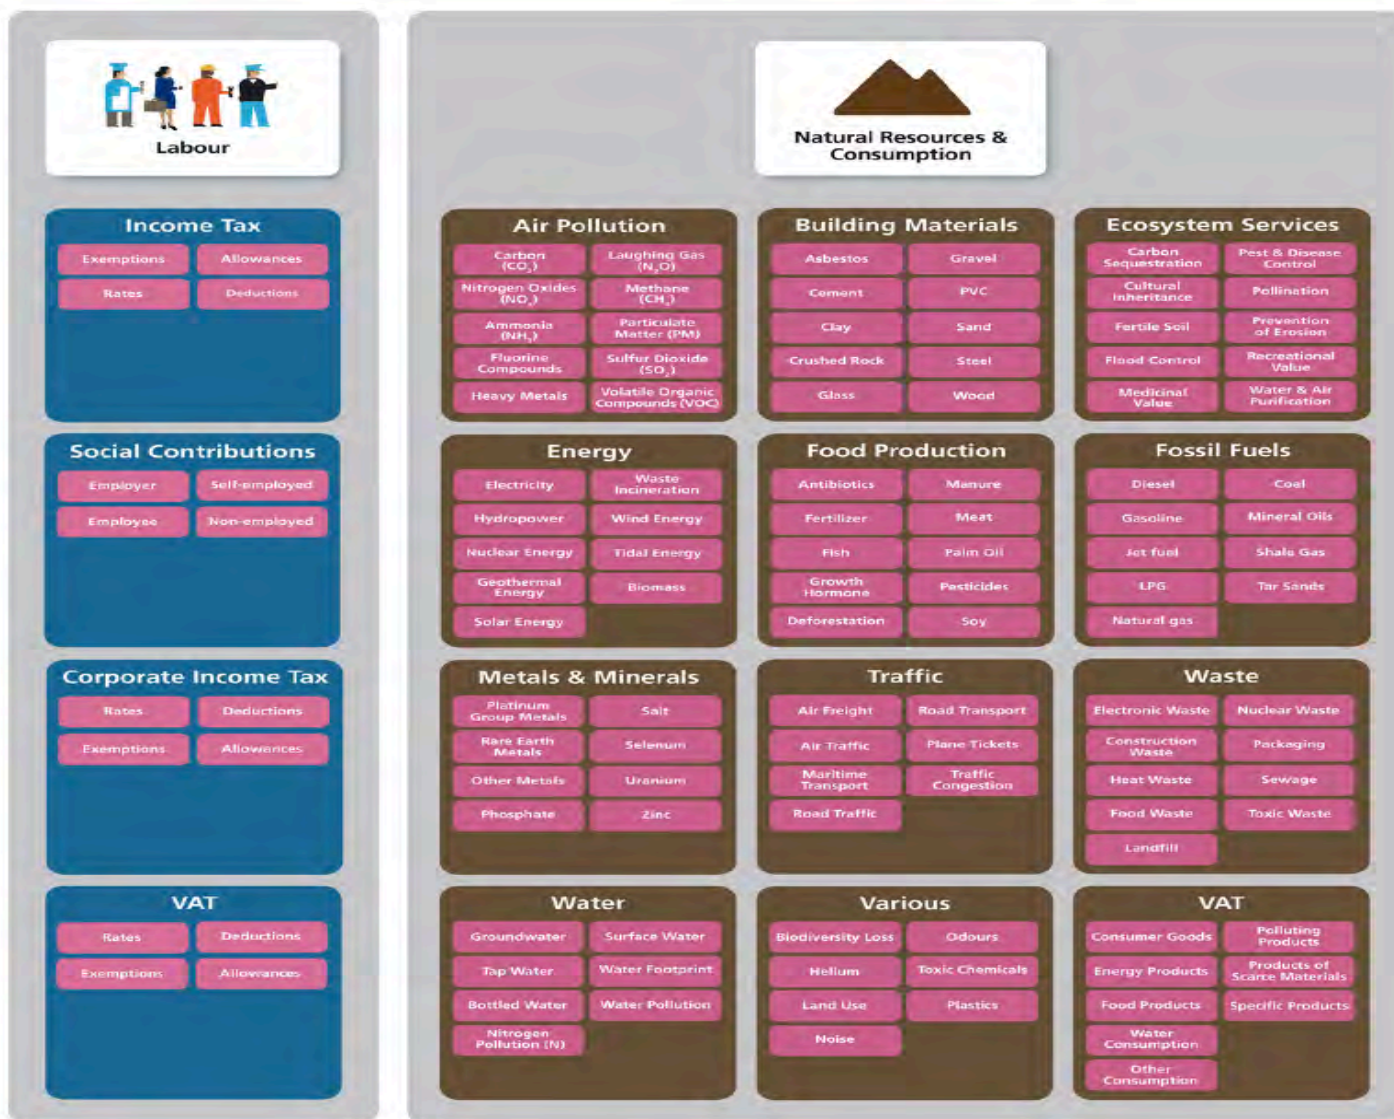 Labour
Natural Resources &
Consumption
Income Tax
Exemptions
Allowances
Rates
Deductions
Social Contributions
Employer
Self-employed
Employee
Non-employed
Corporate Income Tax
Rates
Deductions
Exemptions
Allowances
VAT
Rates
Deductions
Exemptions
Allowances
Air Pollution
Carbon
(CO₂)
Laughing Gas
(N₂O)
Nitrogen Oxides
(NOₓ)
Methane
(CH₄)
Ammonia
(NH₃)
Particulate
Matter (PM)
Fluorine
Compounds
Sulfur Dioxide
(SO₂)
Heavy Metals
Volatile Organic
Compounds (VOC)
Building Materials
Asbestos
Gravel
Cement
PVC
Clay
Sand
Crushed Rock
Steel
Glass
Wood
Ecosystem Services
Carbon
Sequestration
Pest & Disease
Control
Cultural
Inheritance
Pollination
Fertile Soil
Prevention
of Erosion
Flood Control
Recreational
Value
Medicinal
Value
Water & Air
Purification
Energy
Electricity
Waste
Incineration
Hydropower
Wind Energy
Nuclear Energy
Tidal Energy
Geothermal
Energy
Biomass
Solar Energy
Food Production
Antibiotics
Manure
Fertilizer
Meat
Fish
Palm Oil
Growth
Hormone
Pesticides
Deforestation
Soy
Fossil Fuels
Diesel
Coal
Gasoline
Mineral Oils
Jet fuel
Shale Gas
LPG
Tar Sands
Natural gas
Metals & Minerals
Platinum
Group Metals
Salt
Rare Earth
Metals
Selenum
Other Metals
Uranium
Phosphate
Zinc
Traffic
Air Freight
Road Transport
Air Traffic
Plane Tickets
Maritime
Transport
Traffic
Congestion
Road Traffic
Waste
Electronic Waste
Nuclear Waste
Construction
Waste
Packaging
Heat Waste
Sewage
Food Waste
Toxic Waste
Landfill
Water
Groundwater
Surface Water
Tap Water
Water Footprint
Bottled Water
Water Pollution
Nitrogen
Pollution (N)
Various
Biodiversity Loss
Odours
Helium
Toxic Chemicals
Land Use
Plastics
Noise
VAT
Consumer Goods
Polluting
Products
Energy Products
Products of
Scarce Materials
Food Products
Specific Products
Water
Consumption
Other
Consumption